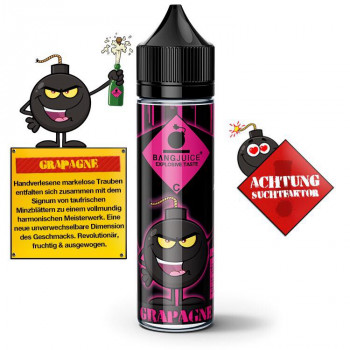 GRAPAGNE
Handverlesene markelose Trauben
entfalten sich zusammen mit dem
Signum von taufrischen
Minzblättern zu einem vollmundig
harmonischen Meisterwerk. Eine
neue unverwechselbare Dimension
des Geschmacks. Revolutionär,
fruchtig & ausgewogen.
BANGJUICE
EXPLOSIVE TASTE
C
GRAPAGNE
ACHTUNG
SUCHTFAKTOR